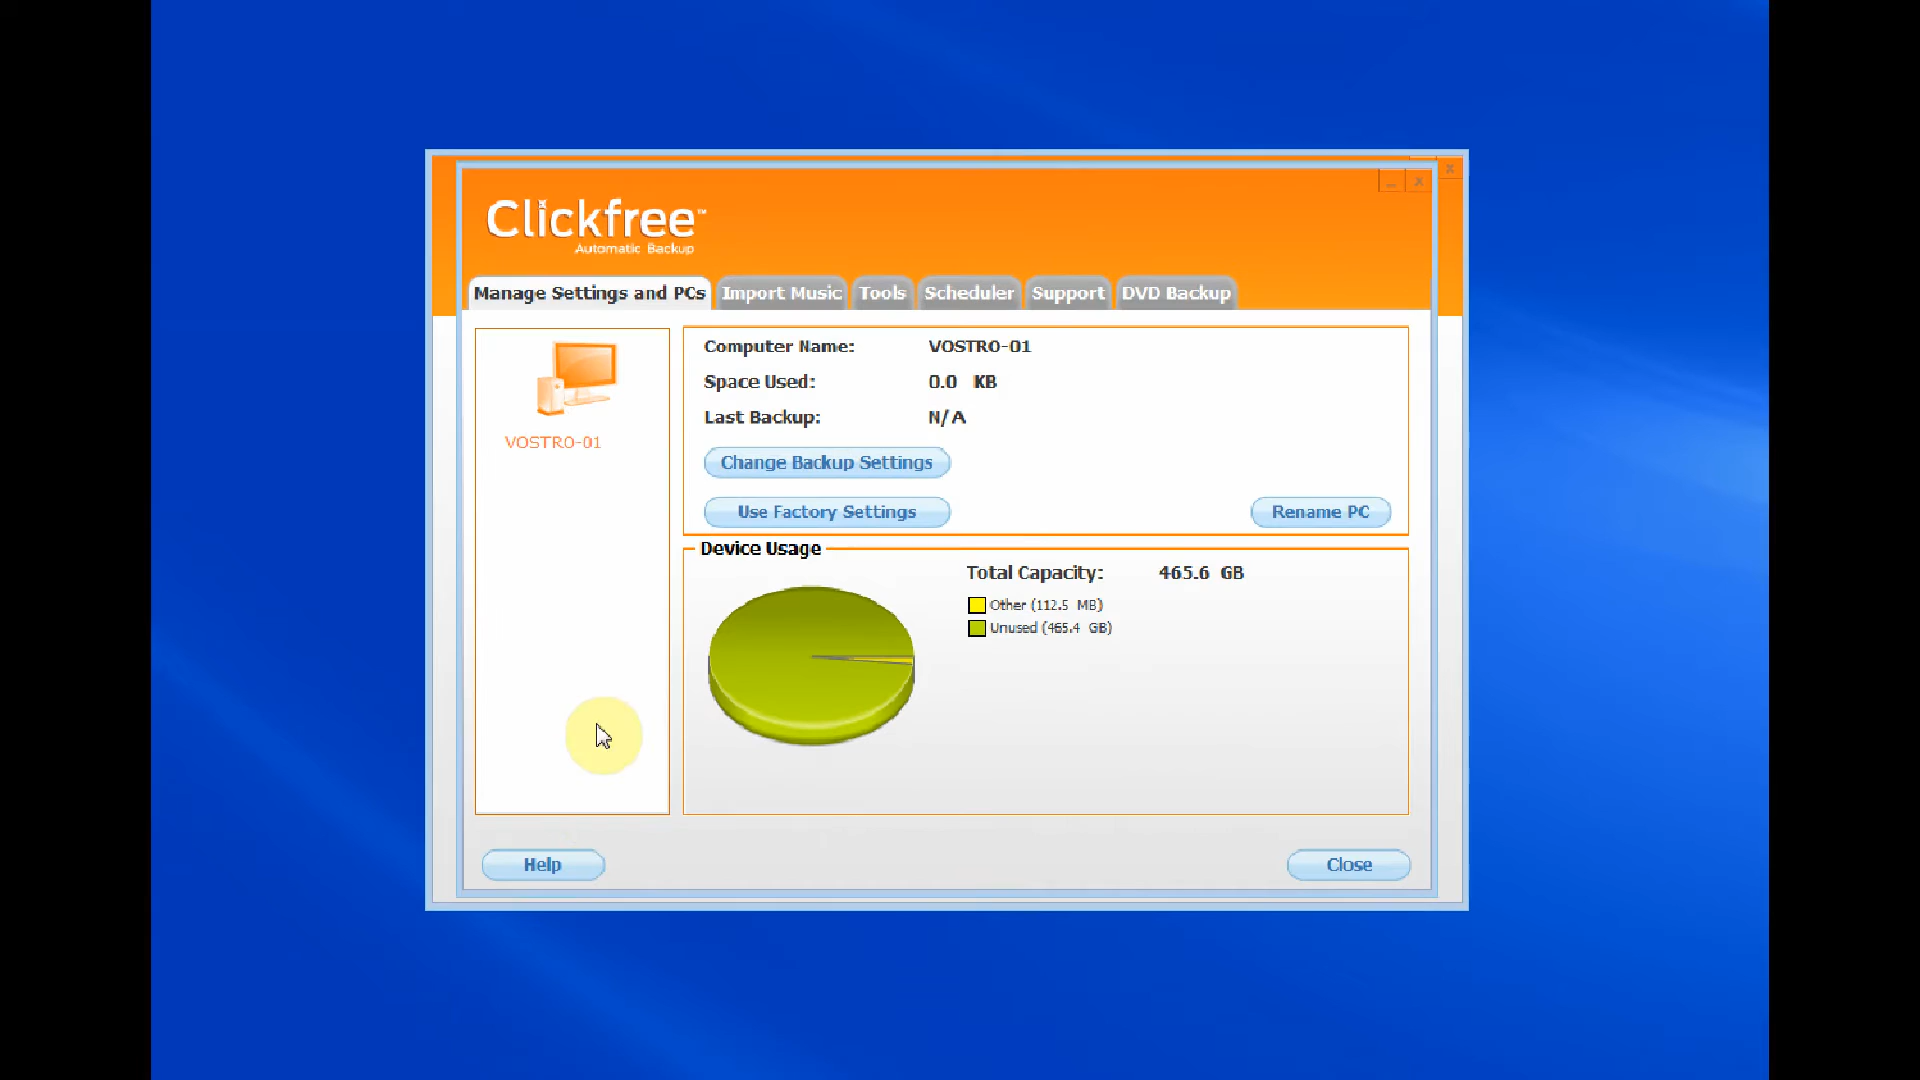 Clickfree™
Automatic Backup
Manage Settings and PCs
Import Music
Tools
Scheduler
Support
DVD Backup
VOSTRO-01
Computer Name: VOSTRO-01
Space Used: 0.0 KB
Last Backup: N/A
Change Backup Settings
Use Factory Settings
Rename PC
Device Usage
Total Capacity: 465.6 GB
Other (112.5 MB)
Unused (465.4 GB)
Help
Close